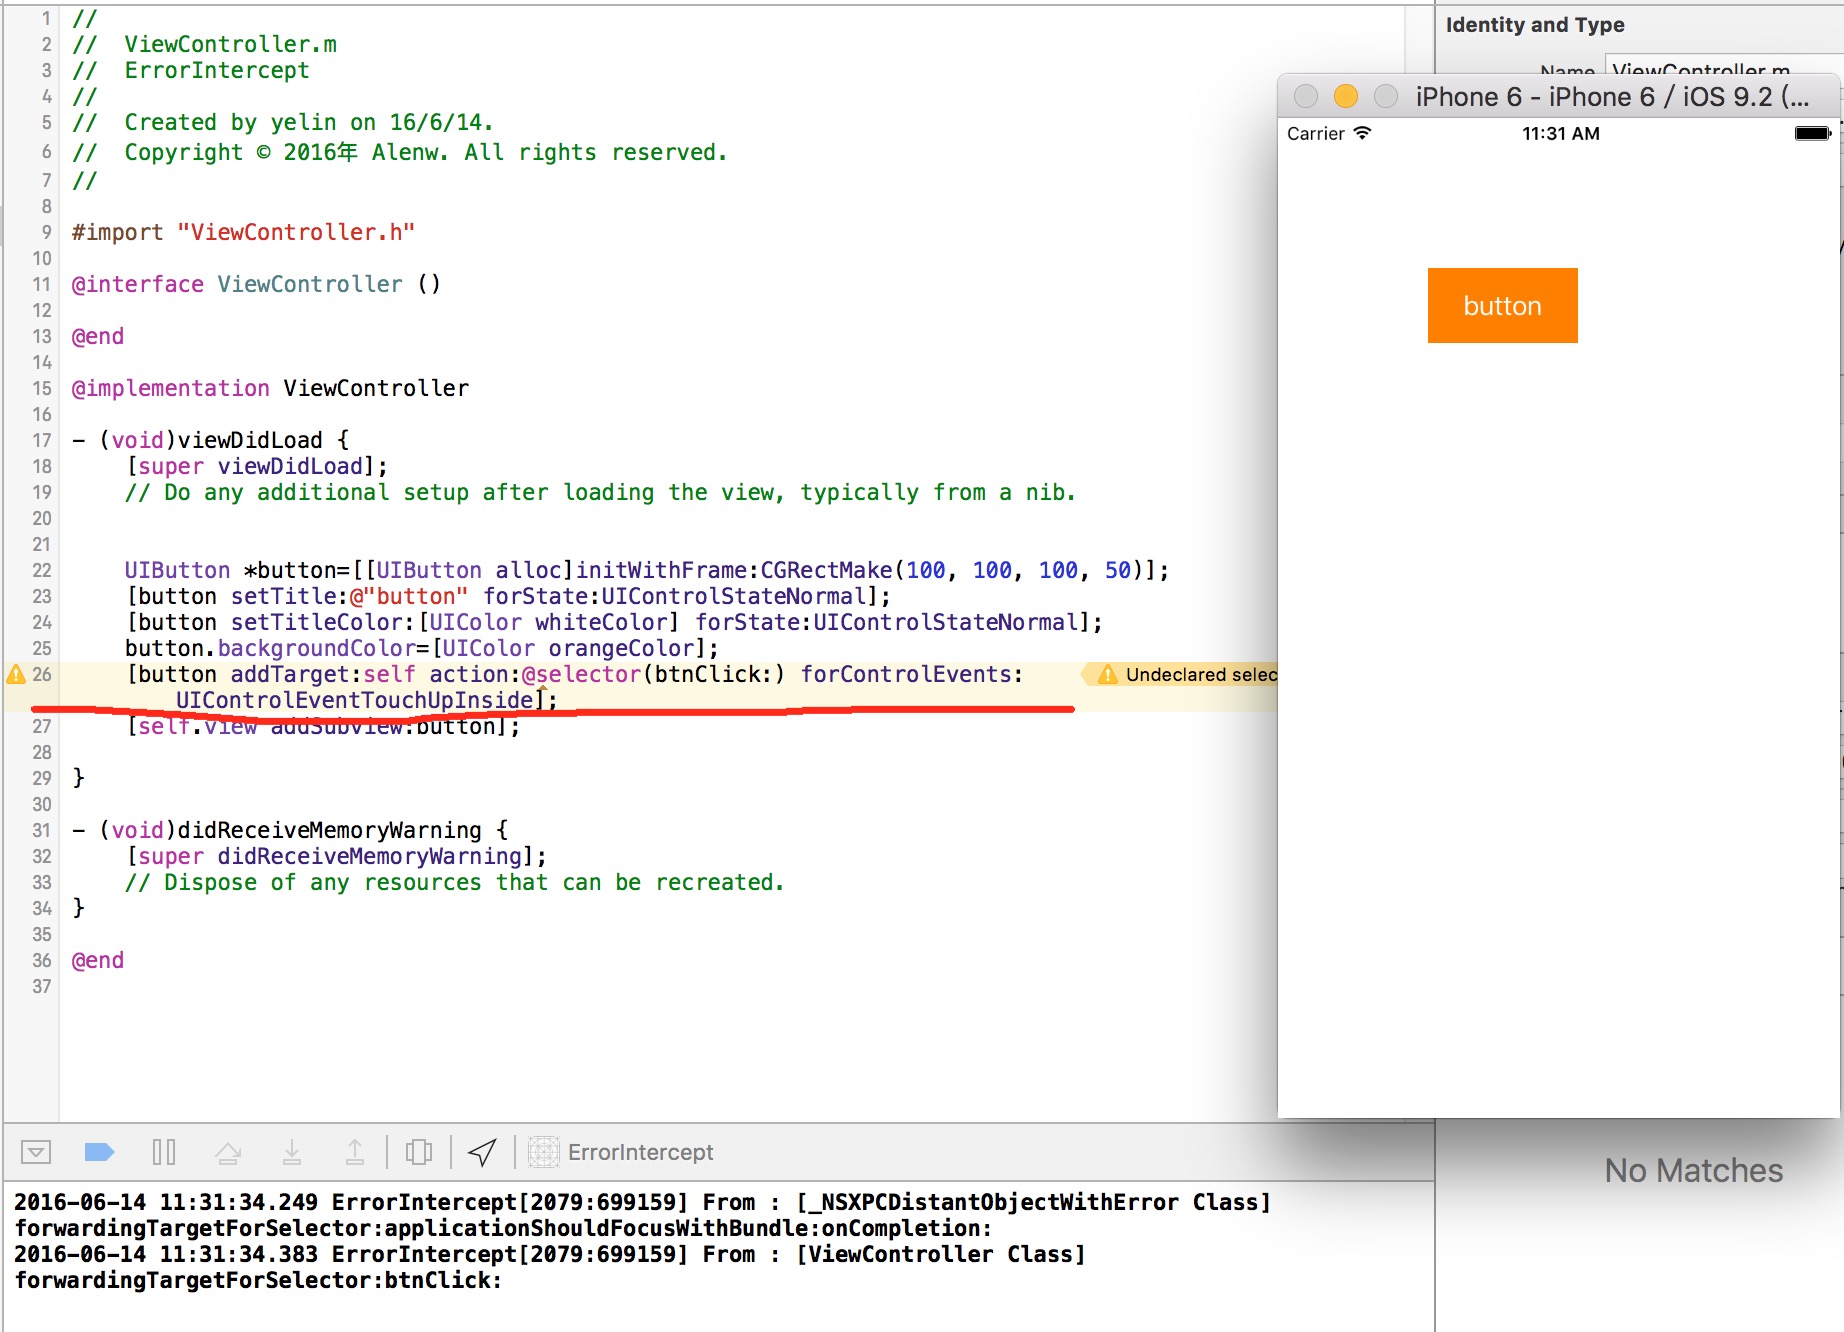 1 //
2 //  ViewController.m
3 //  ErrorIntercept
4 //
5 //  Created by yelin on 16/6/14.
6 //  Copyright © 2016年 Alenw. All rights reserved.
7 //
8
9 #import "ViewController.h"
10
11 @interface ViewController ()
12
13 @end
14
15 @implementation ViewController
16
17 - (void)viewDidLoad {
18     [super viewDidLoad];
19     // Do any additional setup after loading the view, typically from a nib.
20
21
22     UIButton *button=[[UIButton alloc]initWithFrame:CGRectMake(100, 100, 100, 50)];
23     [button setTitle:@"button" forState:UIControlStateNormal];
24     [button setTitleColor:[UIColor whiteColor] forState:UIControlStateNormal];
25     button.backgroundColor=[UIColor orangeColor];
26     [button addTarget:self action:@selector(btnClick:) forControlEvents:
UIControlEventTouchUpInside];
Undeclared selec
27     [self.view addSubview:button];
28
29 }
30
31 - (void)didReceiveMemoryWarning {
32     [super didReceiveMemoryWarning];
33     // Dispose of any resources that can be recreated.
34 }
35
36 @end
37
Identity and Type
Name ViewController.m
iPhone 6 - iPhone 6 / iOS 9.2 (...
Carrier 11:31 AM
button
No Matches
ErrorIntercept
2016-06-14 11:31:34.249 ErrorIntercept[2079:699159] From : [_NSXPCDistantObjectWithError Class]
forwardingTargetForSelector:applicationShouldFocusWithBundle:onCompletion:
2016-06-14 11:31:34.383 ErrorIntercept[2079:699159] From : [ViewController Class]
forwardingTargetForSelector:btnClick: